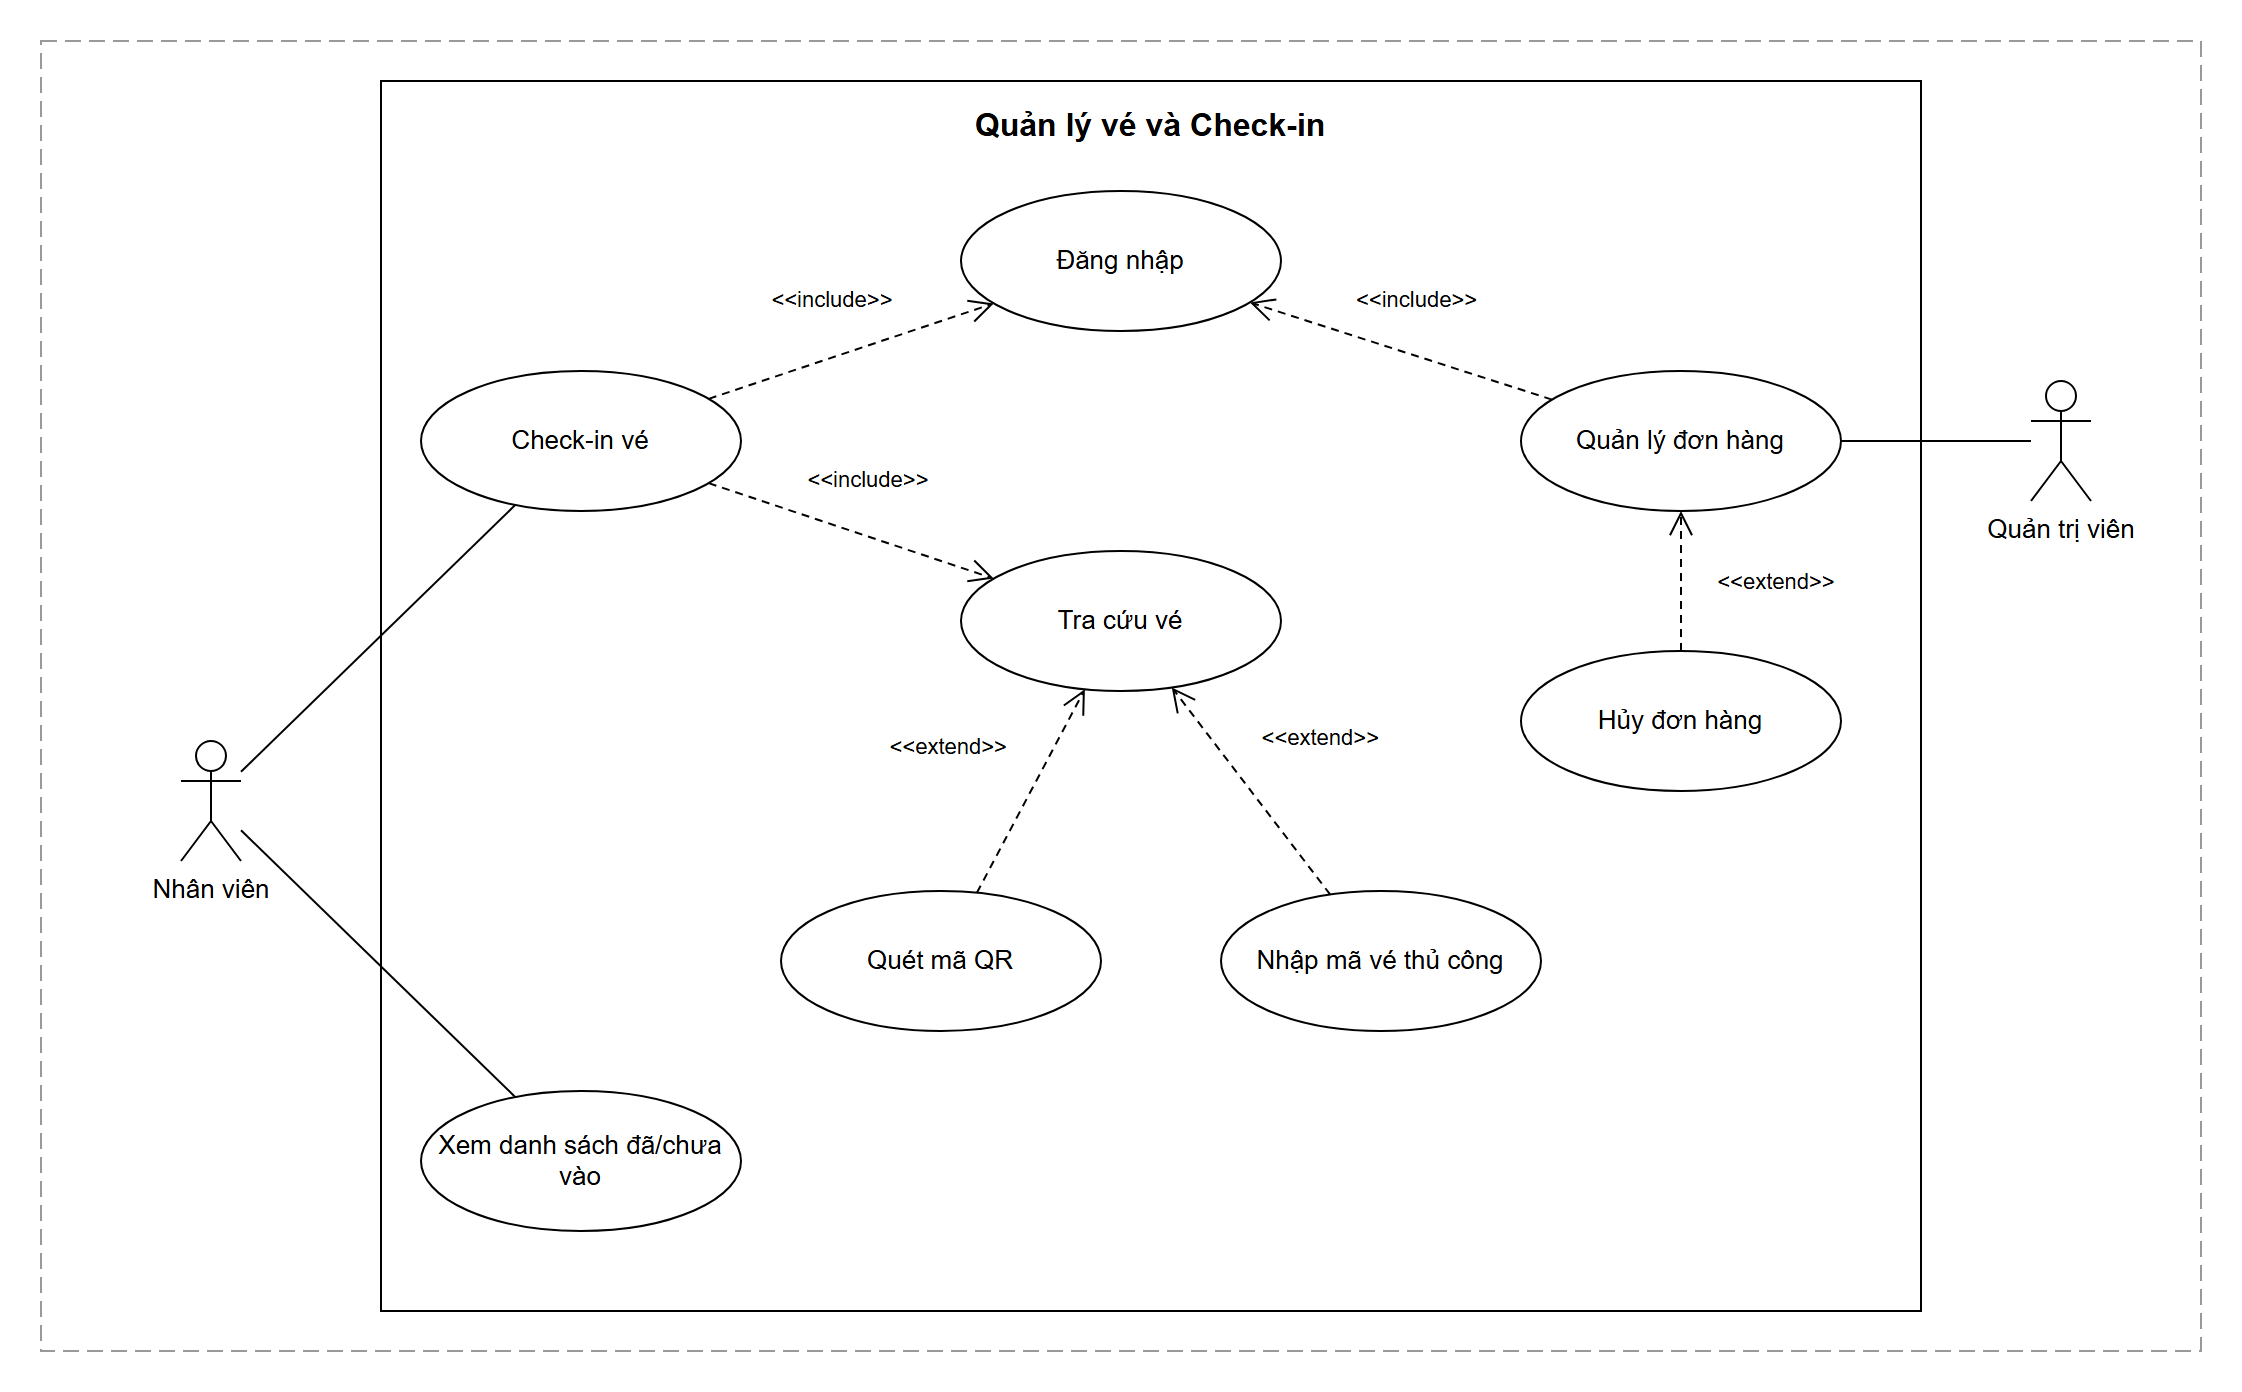 Quản lý vé và Check-in
Đăng nhập
<<include>>
<<include>>
Check-in vé
Quản lý đơn hàng
<<include>>
Quản trị viên
<<extend>>
Tra cứu vé
Hủy đơn hàng
<<extend>>
<<extend>>
Nhân viên
Quét mã QR
Nhập mã vé thủ công
Xem danh sách đã/chưa
vào